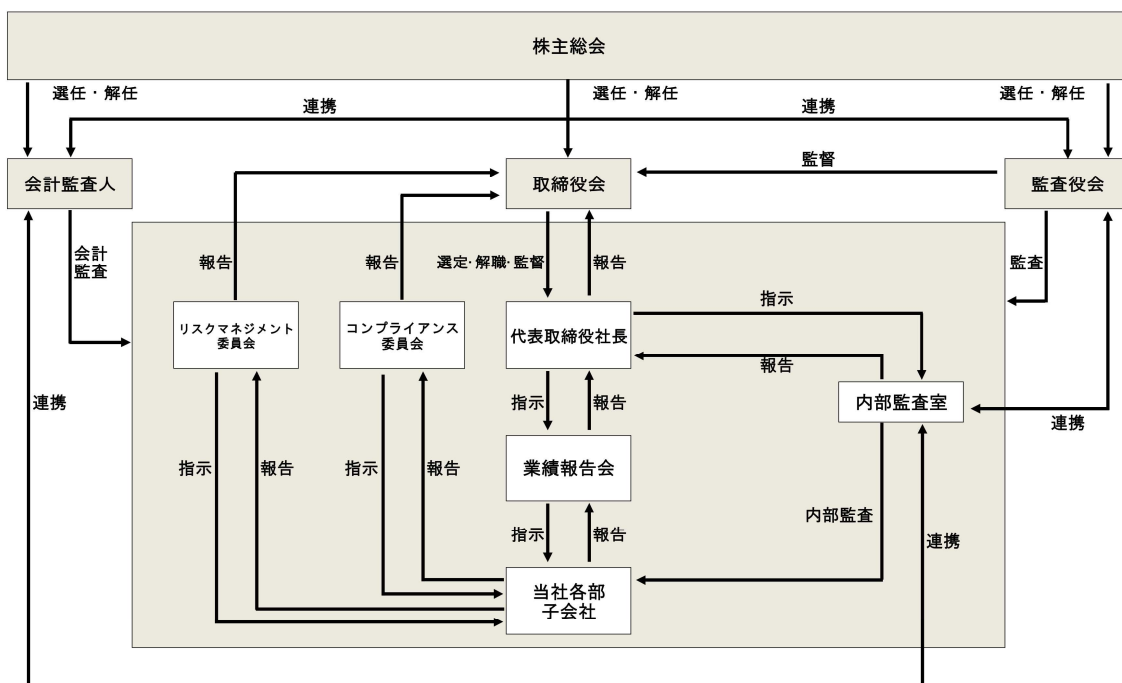 株主総会
選任・解任
選任・解任
選任・解任
連携
連携
会計監査人
取締役会
監督
監査役会
会計
監査
報告
報告
選定・解職・監督
報告
監査
リスクマネジメント
委員会
コンプライアンス
委員会
代表取締役社長
指示
報告
内部監査室
連携
連携
指示
報告
業績報告会
指示
報告
指示
報告
内部監査
指示
報告
連携
当社各部
子会社